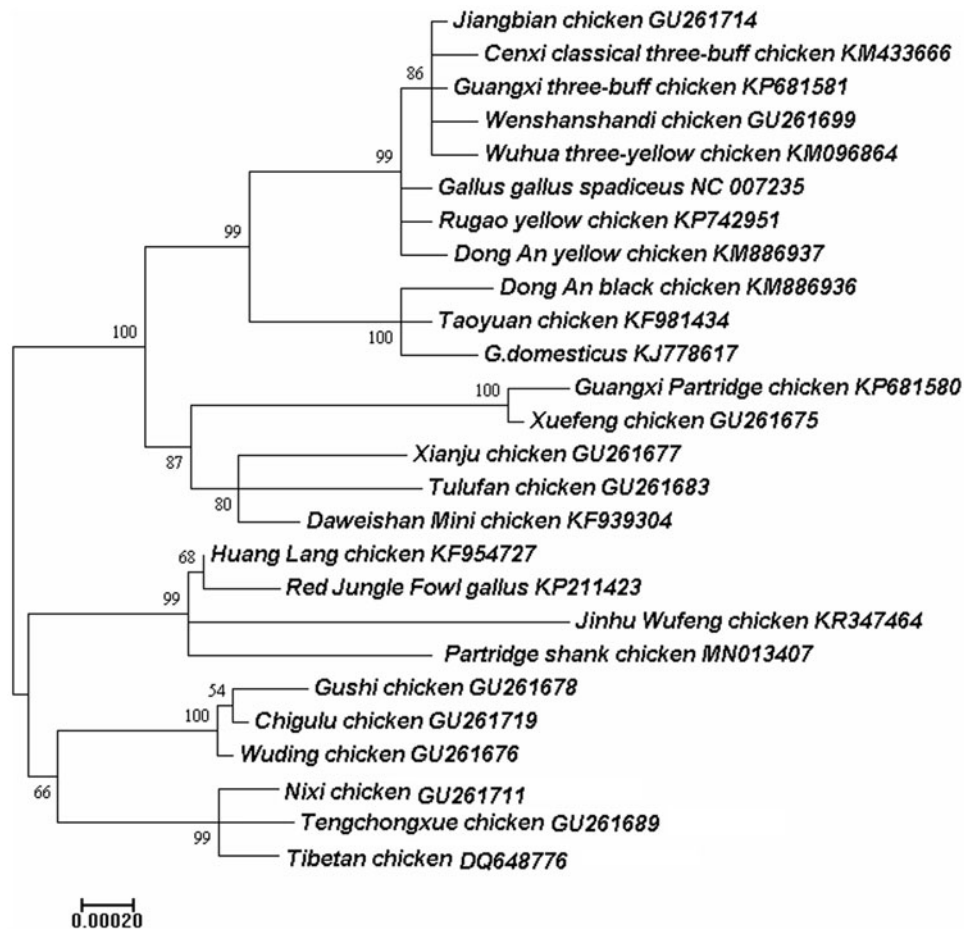 Jiangbian chicken GU261714
Cenxi classical three-buff chicken KM433666
86
Guangxi three-buff chicken KP681581
Wenshanshandi chicken GU261699
Wuhua three-yellow chicken KM096864
99
Gallus gallus spadiceus NC 007235
Rugao yellow chicken KP742951
99
Dong An yellow chicken KM886937
Dong An black chicken KM886936
Taoyuan chicken KF981434
100
100
G.domesticus KJ778617
Guangxi Partridge chicken KP681580
100
Xuefeng chicken GU261675
Xianju chicken GU261677
87
Tulufan chicken GU261683
80
Daweishan Mini chicken KF939304
68
Huang Lang chicken KF954727
Red Jungle Fowl gallus KP211423
99
Jinhu Wufeng chicken KR347464
Partridge shank chicken MN013407
54
Gushi chicken GU261678
100
Chigulu chicken GU261719
Wuding chicken GU261676
66
Nixi chicken GU261711
Tengchongxue chicken GU261689
99
Tibetan chicken DQ648776
0.00020